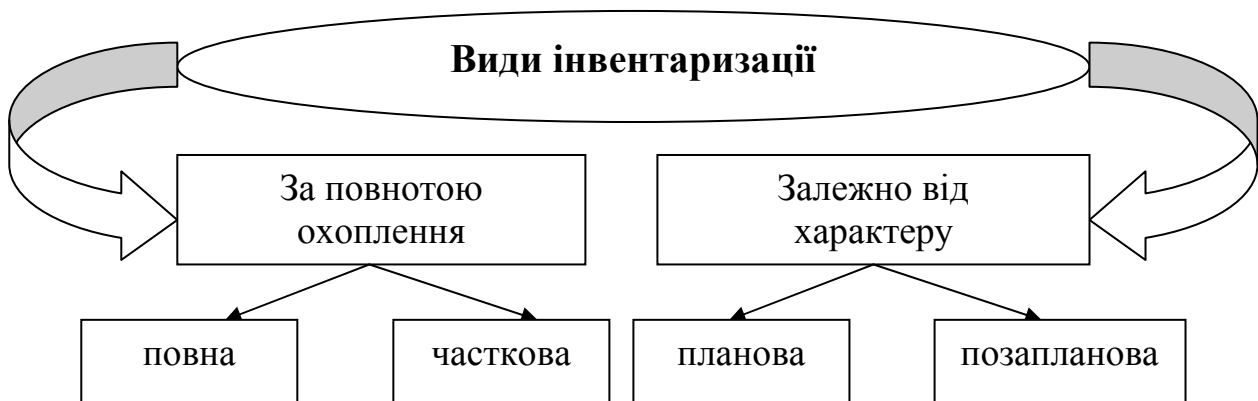 Види інвентаризації
За повнотою
охоплення
Залежно від
характеру
повна
часткова
планова
позапланова